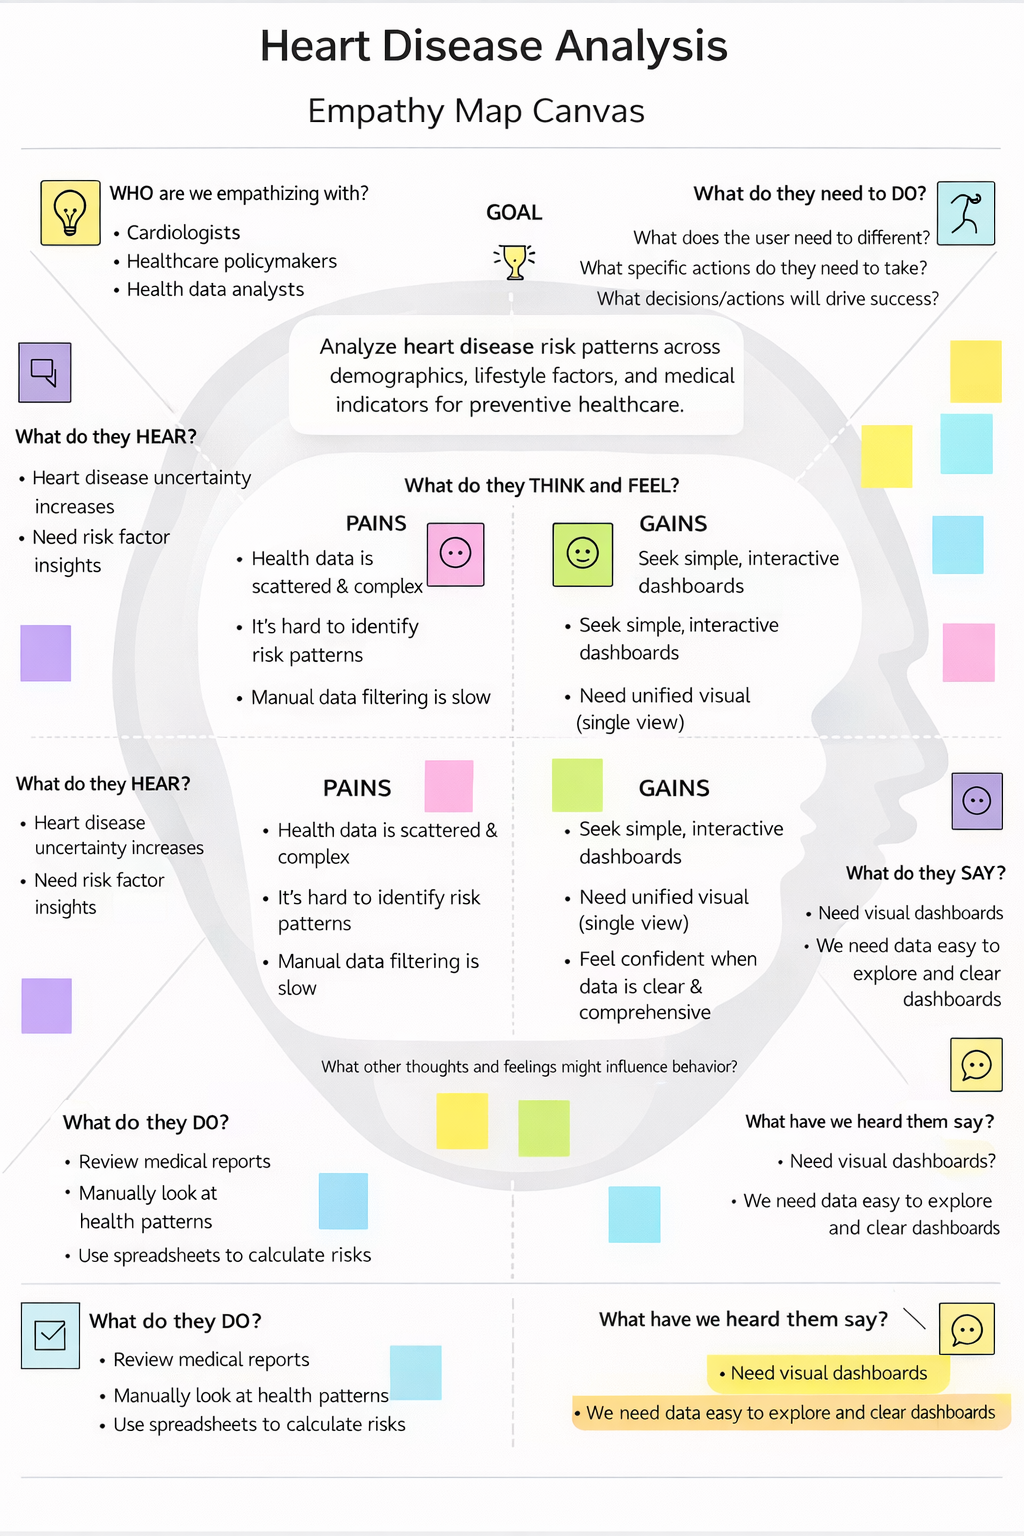 Heart Disease Analysis
Empathy Map Canvas
WHO are we empathizing with?
• Cardiologists
• Healthcare policymakers
• Health data analysts
GOAL
What do they need to DO?
What does the user need to different?
What specific actions do they need to take?
What decisions/actions will drive success?
Analyze heart disease risk patterns across
demographics, lifestyle factors, and medical
indicators for preventive healthcare.
What do they HEAR?
• Heart disease uncertainty
increases
• Need risk factor
insights
What do they THINK and FEEL?
PAINS
• Health data is
scattered & complex
• It's hard to identify
risk patterns
• Manual data filtering is slow
GAINS
Seek simple, interactive
dashboards
• Seek simple, interactive
dashboards
• Need unified visual
(single view)
What do they HEAR?
• Heart disease
uncertainty increases
• Need risk factor
insights
PAINS
• Health data is scattered &
complex
• It's hard to identify risk
patterns
• Manual data filtering is
slow
GAINS
• Seek simple, interactive
dashboards
• Need unified visual
(single view)
• Feel confident when
data is clear &
comprehensive
What do they SAY?
• Need visual dashboards
• We need data easy to
explore and clear
dashboards
What other thoughts and feelings might influence behavior?
What do they DO?
• Review medical reports
• Manually look at
health patterns
• Use spreadsheets to calculate risks
What have we heard them say?
• Need visual dashboards?
• We need data easy to explore
and clear dashboards
What do they DO?
• Review medical reports
• Manually look at health patterns
• Use spreadsheets to calculate risks
What have we heard them say?
• Need visual dashboards
• We need data easy to explore and clear dashboards